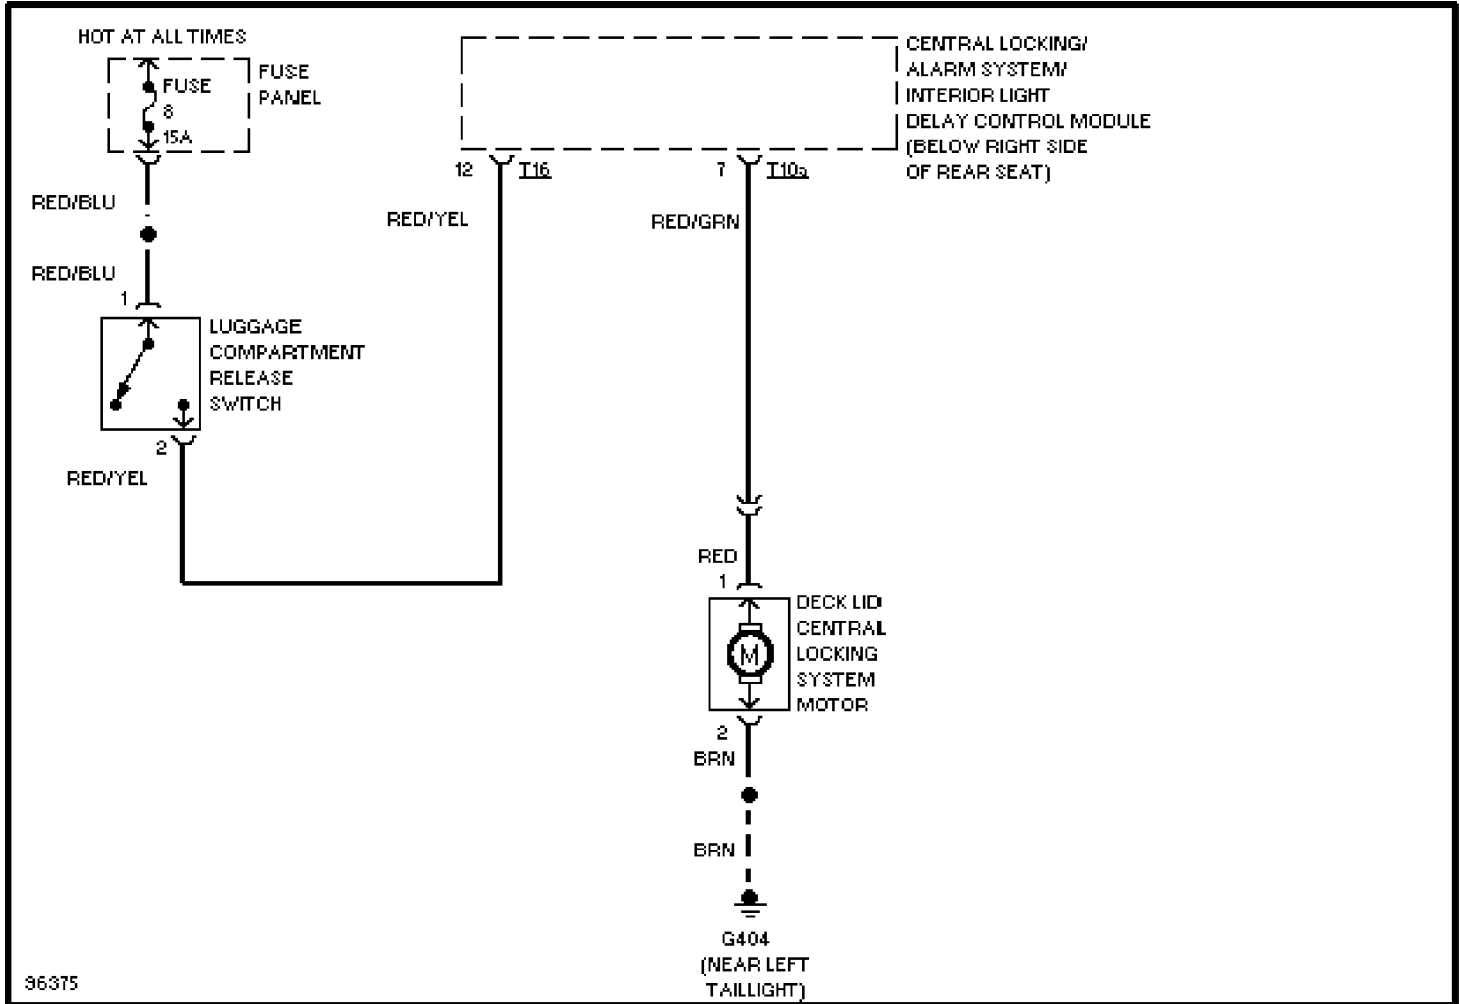 HOT AT ALL TIMES
FUSE
8
15A
FUSE
PANEL
CENTRAL LOCKING/
ALARM SYSTEM/
INTERIOR LIGHT
DELAY CONTROL MODULE
(BELOW RIGHT SIDE
OF REAR SEAT)
12 T16
7 T10a
RED/BLU
RED/YEL
RED/GRN
RED/BLU
1
LUGGAGE
COMPARTMENT
RELEASE
SWITCH
2
RED/YEL
RED
1
DECK LID
CENTRAL
LOCKING
SYSTEM
MOTOR
M
2
BRN
BRN
G404
(NEAR LEFT
TAILLIGHT)
96375